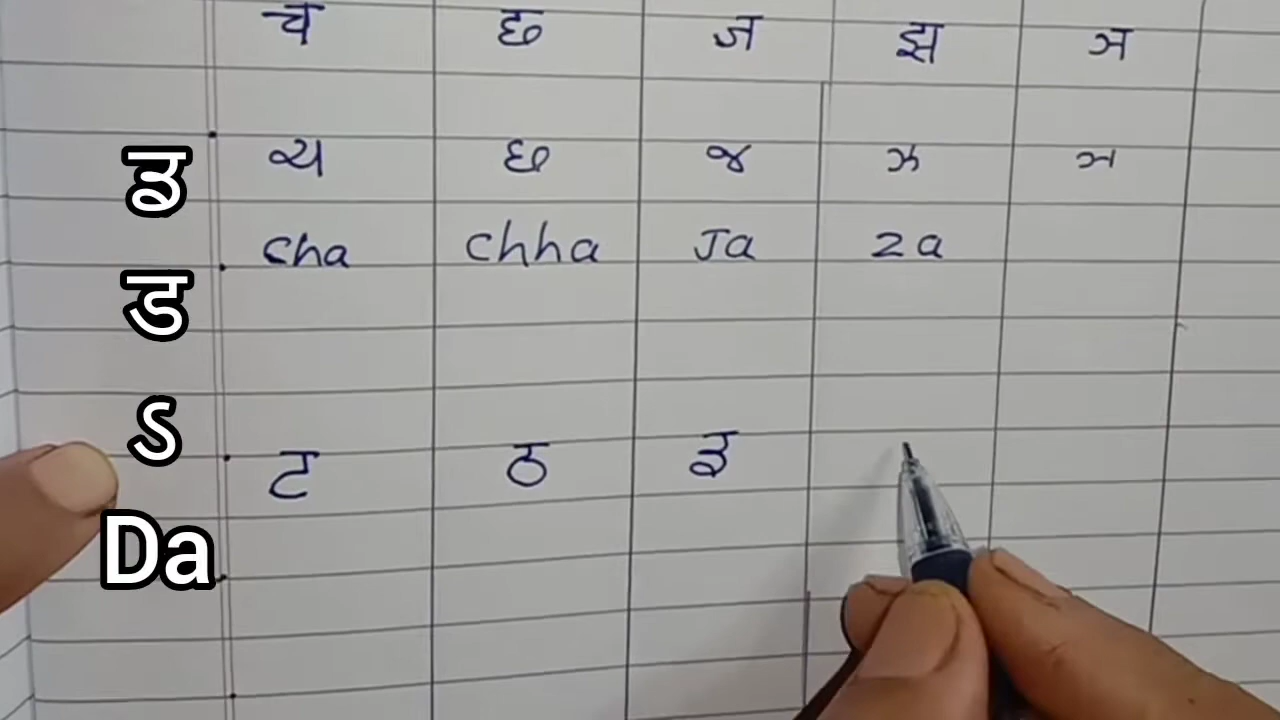 च छ ज झ ञ
ચ છ જ ઝ ઞ
Cha Chha Ja Za
ट ठ इ
इ
ड
ડ
Da